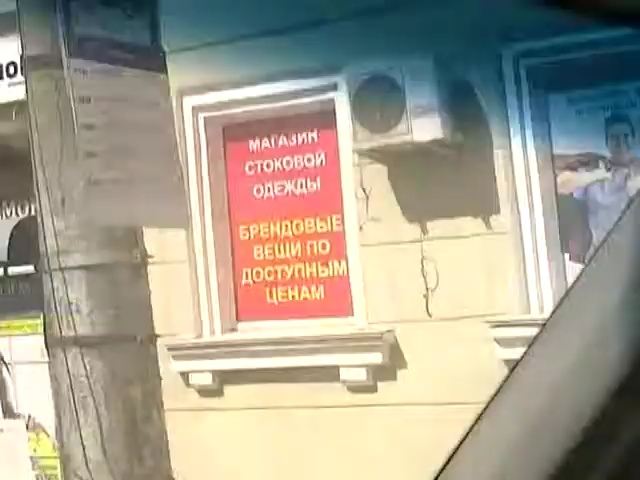 МАГАЗИН
СТОКОВОЙ
ОДЕЖДЫ
БРЕНДОВЫЕ
ВЕЩИ ПО
ДОСТУПНЫМ
ЦЕНАМ